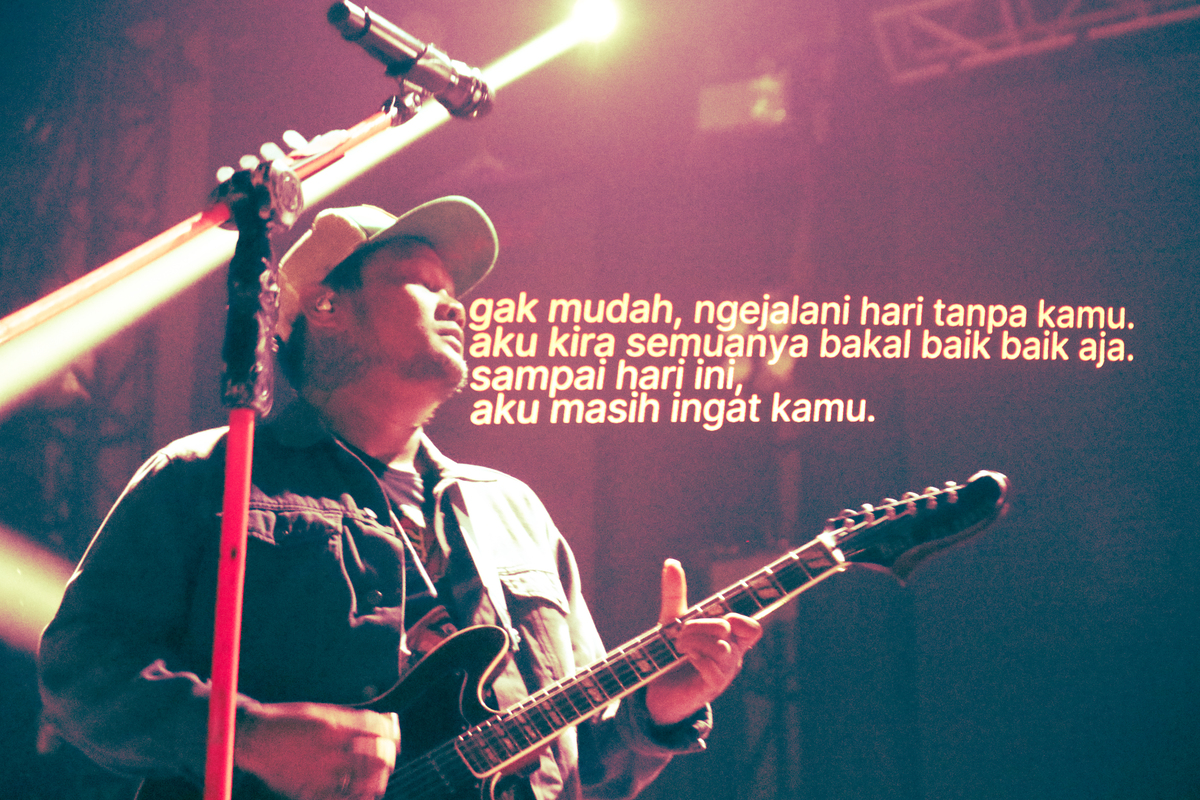 gak mudah, ngejalani hari tanpa kamu.
aku kira semuanya bakal baik baik aja.
sampai hari ini,
aku masih ingat kamu.